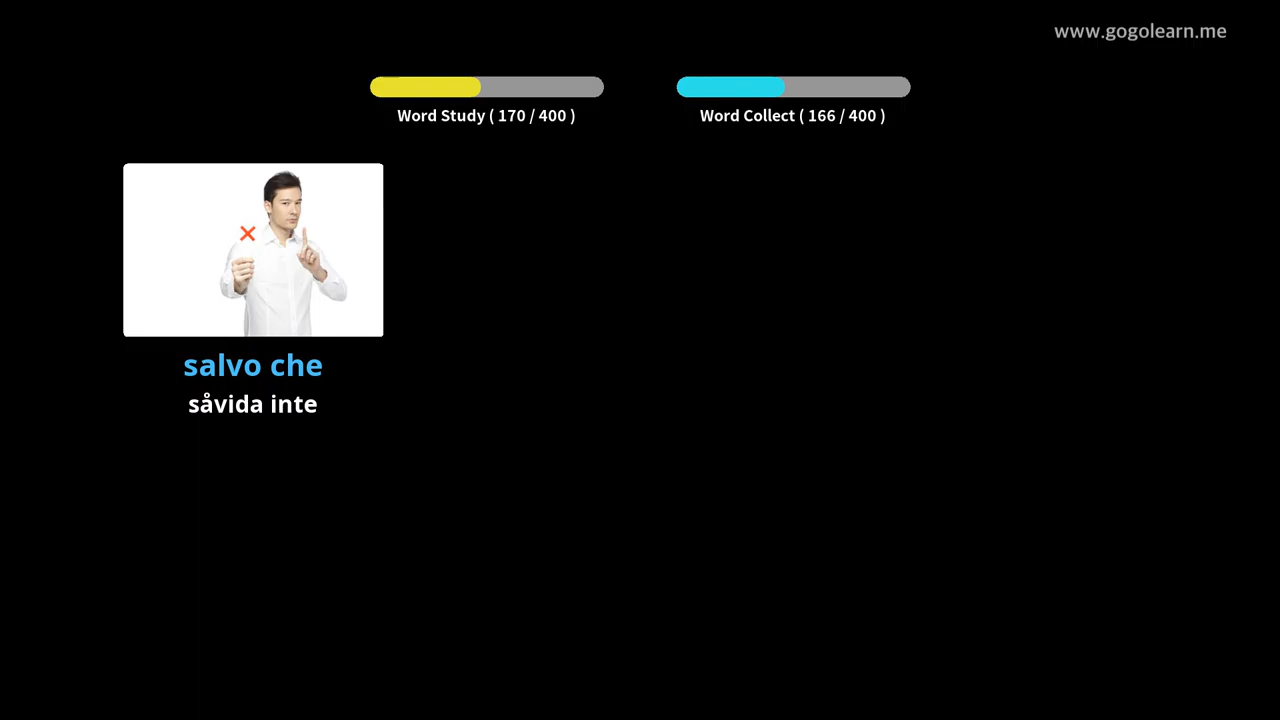 www.gogolearn.me
Word Study ( 170 / 400 )
Word Collect ( 166 / 400 )
salvo che
såvida inte